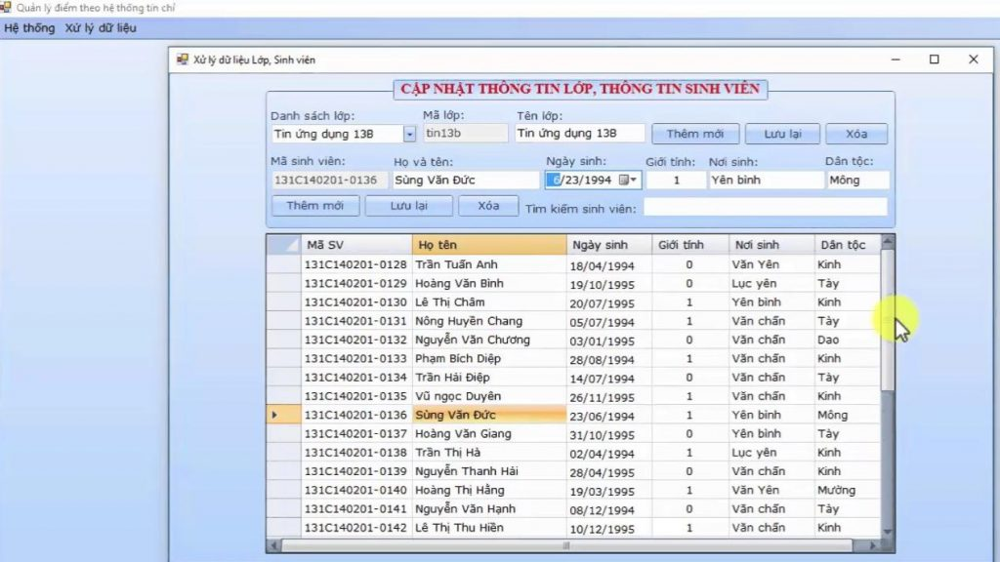 Quản lý điểm theo hệ thống tín chỉ
Hệ thống Xử lý dữ liệu
Xử lý dữ liệu Lớp, Sinh viên
CẬP NHẬT THÔNG TIN LỚP, THÔNG TIN SINH VIÊN
Danh sách lớp: Mã lớp: Tên lớp:
Tin ứng dụng 13B tin13b Tin ứng dụng 13B Thêm mới Lưu lại Xóa
Mã sinh viên: Họ và tên: Ngày sinh: Giới tính: Nơi sinh: Dân tộc:
131C140201-0136 Sùng Văn Đức 6/23/1994 1 Yên bình Mông
Thêm mới Lưu lại Xóa Tìm kiếm sinh viên:
Mã SV Họ tên Ngày sinh Giới tính Nơi sinh Dân tộc
131C140201-0128 Trần Tuấn Anh 18/04/1994 0 Văn Yên Kinh
131C140201-0129 Hoàng Văn Bình 19/10/1995 0 Lục yên Tày
131C140201-0130 Lê Thị Châm 20/07/1995 1 Yên bình Kinh
131C140201-0131 Nông Huyền Chang 05/07/1994 1 Văn chấn Tày
131C140201-0132 Nguyễn Văn Chương 03/01/1995 0 Văn chấn Dao
131C140201-0133 Phạm Bích Diệp 28/08/1994 1 Văn chấn Kinh
131C140201-0134 Trần Hải Điệp 14/07/1994 0 Văn chấn Tày
131C140201-0135 Vũ ngọc Duyên 26/11/1995 1 Văn chấn Kinh
131C140201-0136 Sùng Văn Đức 23/06/1994 1 Yên bình Mông
131C140201-0137 Hoàng Văn Giang 31/10/1995 0 Yên bình Tày
131C140201-0138 Trần Thị Hà 02/04/1994 1 Lục yên Kinh
131C140201-0139 Nguyễn Thanh Hải 28/04/1995 0 Văn chấn Kinh
131C140201-0140 Hoàng Thị Hằng 19/03/1995 1 Văn Yên Mường
131C140201-0141 Nguyễn Văn Hạnh 08/12/1994 0 Văn chấn Tày
131C140201-0142 Lê Thị Thu Hiền 10/12/1995 1 Văn chấn Kinh